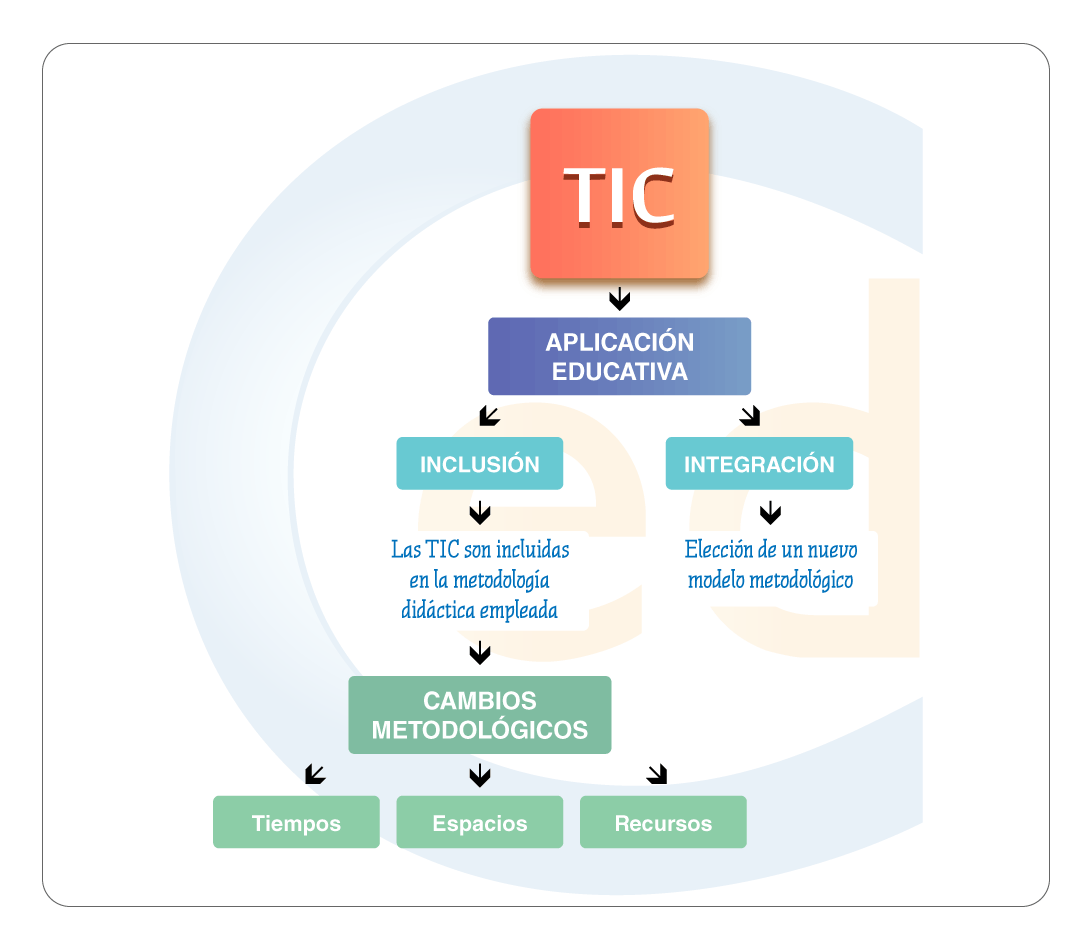 TIC
APLICACIÓN
EDUCATIVA
INCLUSIÓN
INTEGRACIÓN
Las TIC son incluidas
en la metodología
didáctica empleada
Elección de un nuevo
modelo metodológico
CAMBIOS
METODOLÓGICOS
Tiempos
Espacios
Recursos
ed